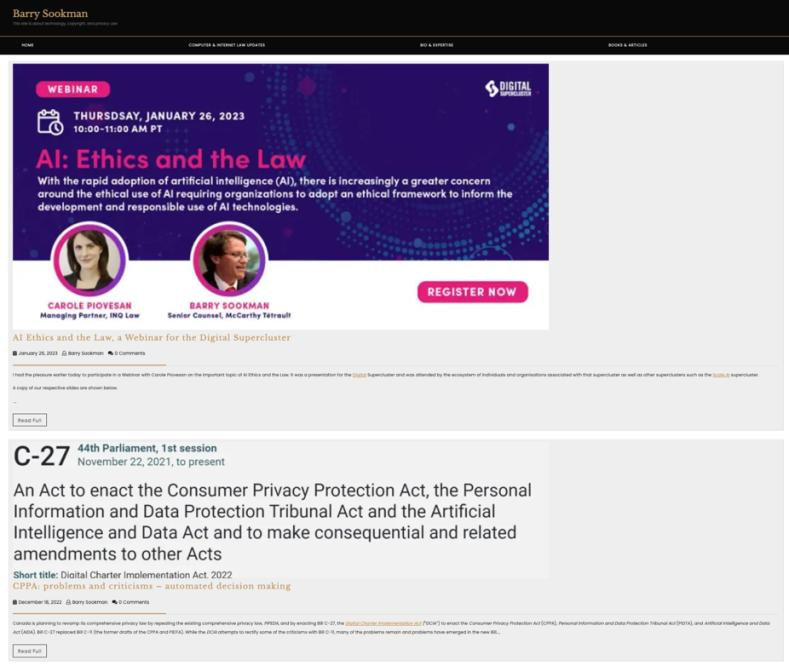 Barry Sookman
This site is about technology, copyright, and privacy law
HOME
COMPUTER & INTERNET LAW UPDATES
BIO & EXPERTISE
BOOKS & ARTICLES
WEBINAR
DIGITAL
SUPERCLUSTER
THURSDSAY, JANUARY 26, 2023
10:00-11:00 AM PT
AI: Ethics and the Law
With the rapid adoption of artificial intelligence (AI), there is increasingly a greater concern
around the ethical use of AI requiring organizations to adopt an ethical framework to inform the
development and responsible use of AI technologies.
CAROLE PIOVESAN
Managing Partner, INQ Law
BARRY SOOKMAN
Senior Counsel, McCarthy Tétrault
REGISTER NOW
AI Ethics and the Law, a Webinar for the Digital Supercluster
January 26, 2023 Barry Sookman 0 Comments
I had the pleasure earlier today to participate in a Webinar with Carole Piovesan on the important topic of AI Ethics and the Law. It was a presentation for the Digital Supercluster and was attended by the ecosystem of individuals and organizations associated with that supercluster as well as other superclusters such as the Scale AI supercluster.
A copy of our respective slides are shown below.
...
Read Full
C-27
44th Parliament, 1st session
November 22, 2021, to present
An Act to enact the Consumer Privacy Protection Act, the Personal
Information and Data Protection Tribunal Act and the Artificial
Intelligence and Data Act and to make consequential and related
amendments to other Acts
Short title: Digital Charter Implementation Act, 2022
CPPA: problems and criticisms – automated decision making
December 18, 2022 Barry Sookman 0 Comments
Canada is planning to revamp its comprehensive privacy law by repealing the existing comprehensive privacy law, PIPEDA, and by enacting Bill C-27, the Digital Charter Implementation Act ("DCIA") to enact the Consumer Privacy Protection Act (CPPA), Personal Information and Data Protection Tribunal Act (PIDTA), and Artificial Intelligence and Data
Act (AIDA). Bill C-27 replaced Bill C-11 (the former drafts of the CPPA and PIDTA). While the DCIA attempts to rectify some of the criticisms with Bill C-11, many of the problems remain and problems have emerged in the new Bill...
Read Full